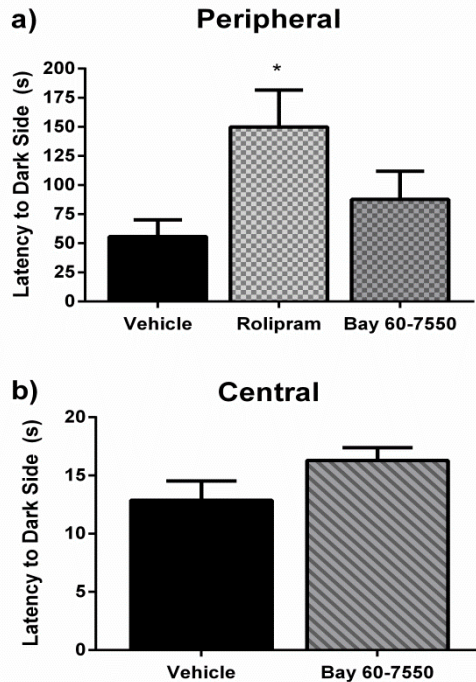 a) Peripheral
Latency to Dark Side (s)
200
175
150
125
100
75
50
25
0
*
Vehicle Rolipram Bay 60-7550
b) Central
Latency to Dark Side (s)
20
15
10
5
0
Vehicle Bay 60-7550